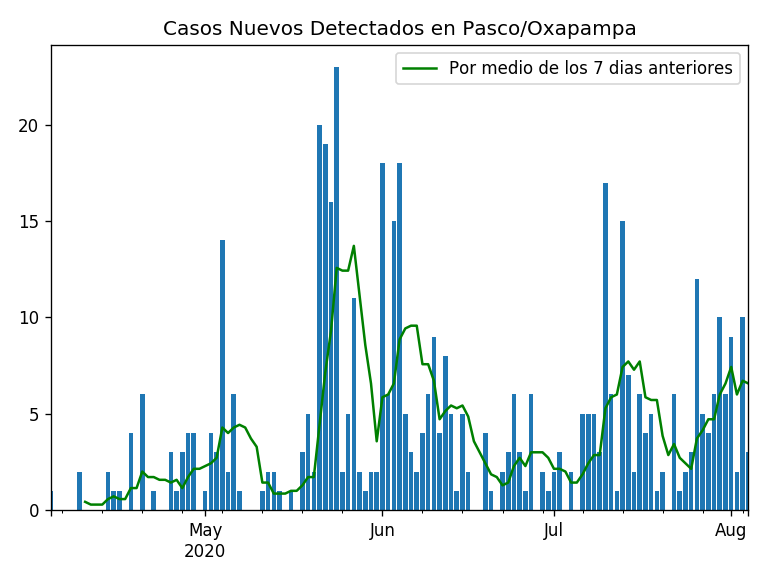 Casos Nuevos Detectados en Pasco/Oxapampa
Por medio de los 7 dias anteriores
20
15
10
5
0
May
2020
Jun
Jul
Aug